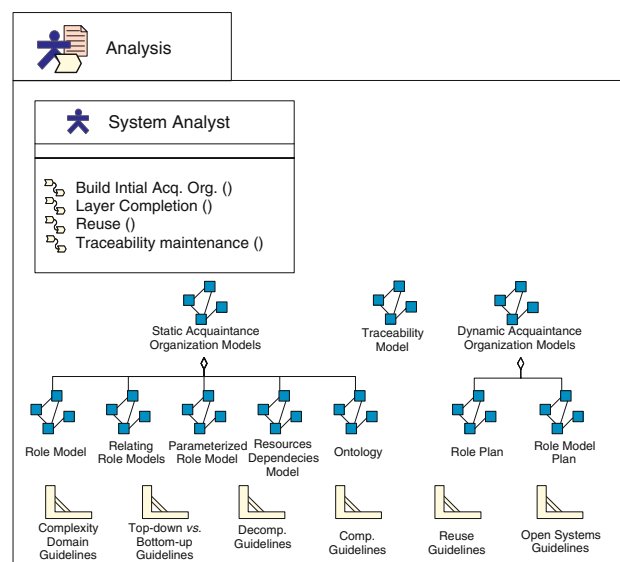 Analysis
System Analyst
Build Intial Acq. Org. ()
Layer Completion ()
Reuse ()
Traceability maintenance ()
Static Acquaintance
Organization Models
Traceability
Model
Dynamic Acquaintance
Organization Models
Role Model
Relating
Role Models
Parameterized
Role Model
Resources
Dependecies
Model
Ontology
Role Plan
Role Model
Plan
Complexity
Domain
Guidelines
Top-down vs.
Bottom-up
Guidelines
Decomp.
Guidelines
Comp.
Guidelines
Reuse
Guidelines
Open Systems
Guidelines